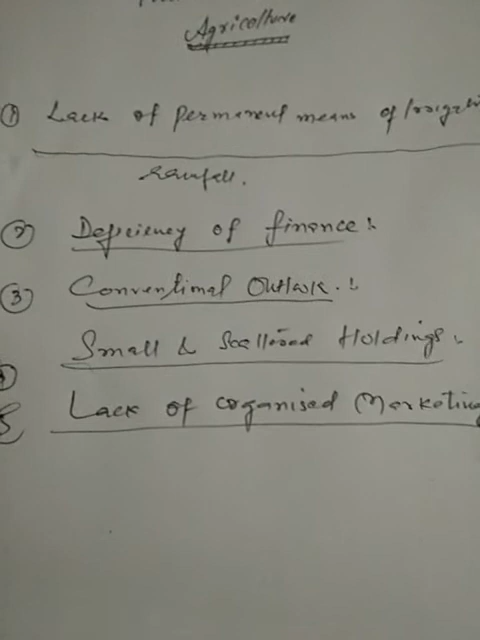 Agricolture
① Lack of permanent means of Irrigati
rainfall.
② Deficiency of finance :
③ Conventional Outlook. :
Small & Scattered Holdings :
5 Lack of organised Marketing